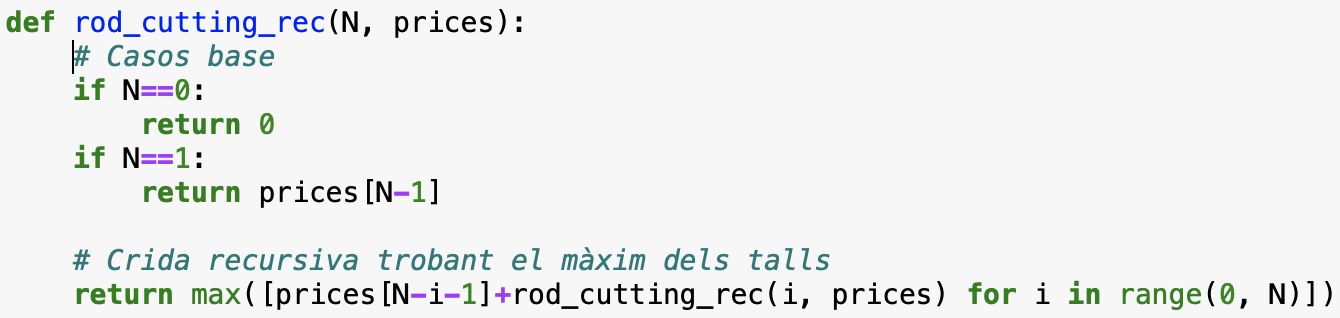 def rod_cutting_rec(N, prices):
    # Casos base
    if N==0:
        return 0
    if N==1:
        return prices[N-1]

    # Crida recursiva trobant el màxim dels talls
    return max([prices[N-i-1]+rod_cutting_rec(i, prices) for i in range(0, N)])